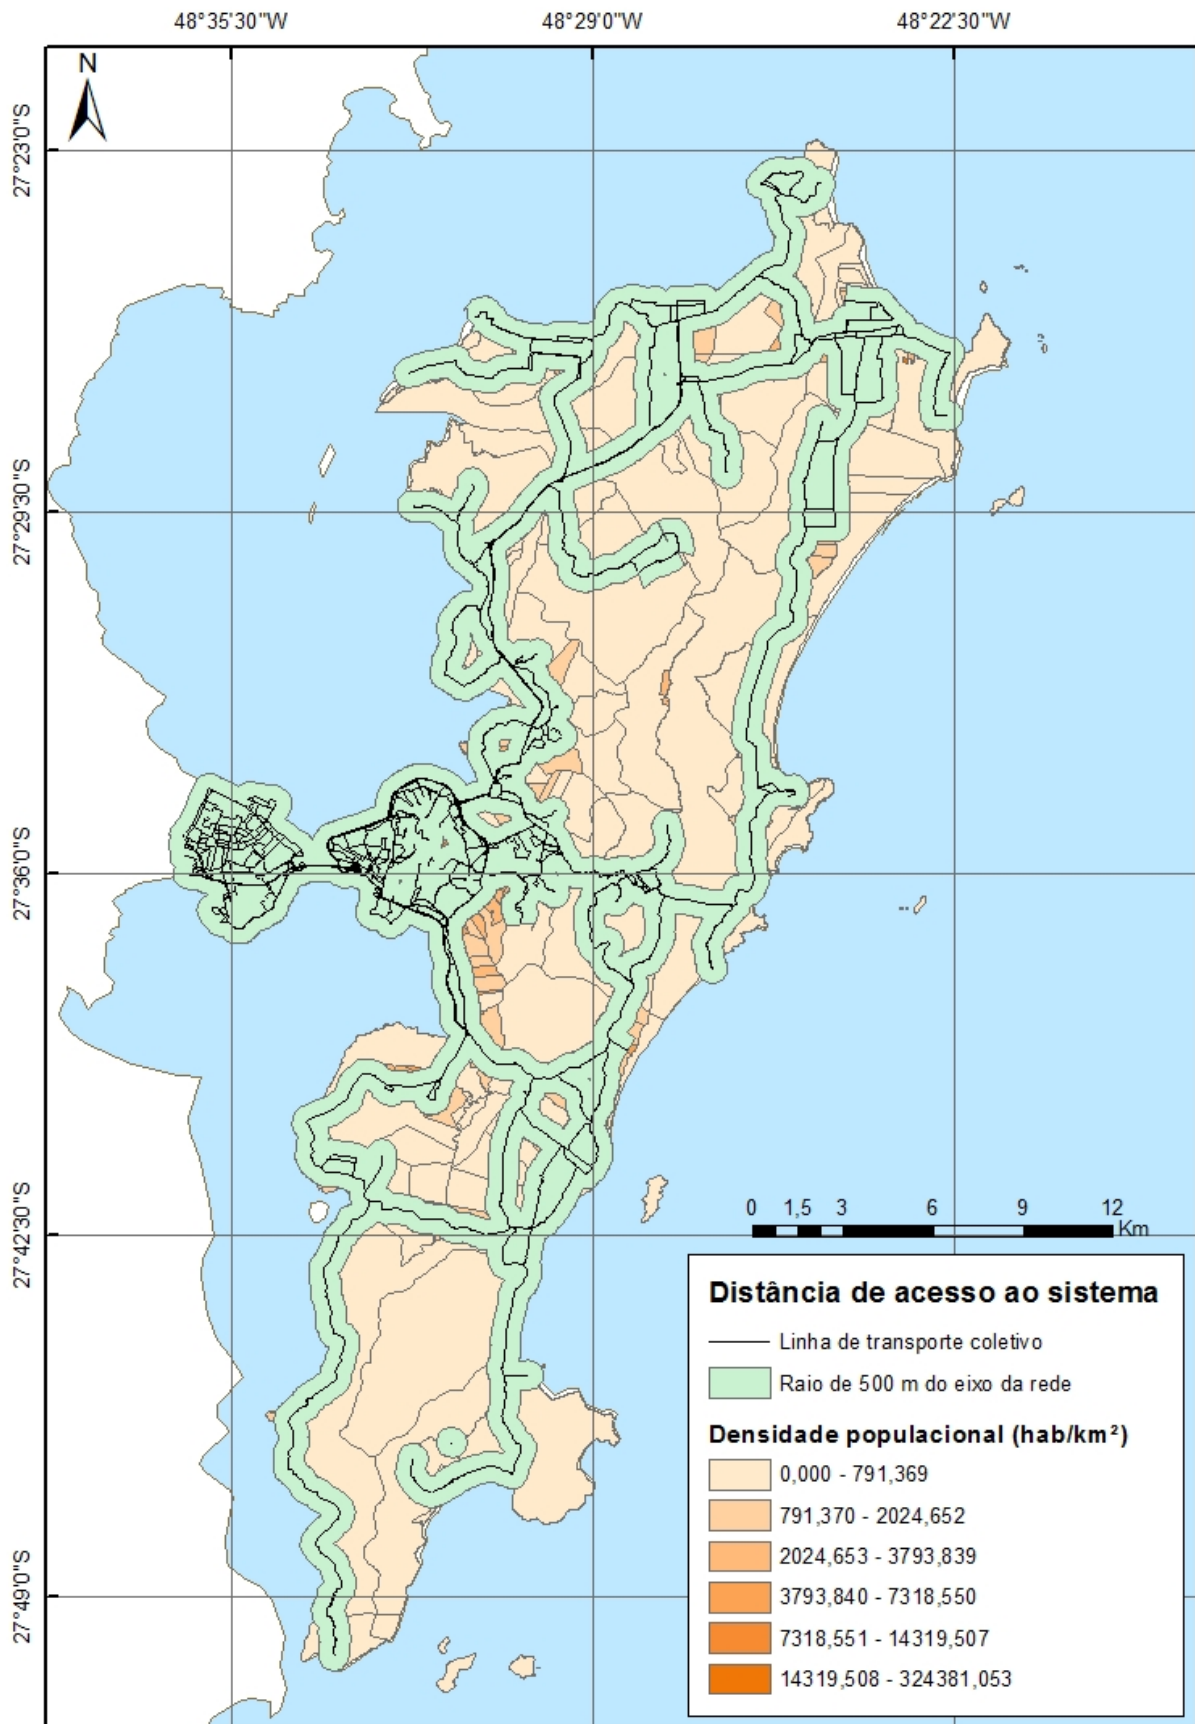 48°35'30"W
48°29'0"W
48°22'30"W
N
27°23'0"S
27°29'30"S
27°36'0"S
27°42'30"S
27°49'0"S
0 1,5 3 6 9 12
Km
Distância de acesso ao sistema
Linha de transporte coletivo
Raio de 500 m do eixo da rede
Densidade populacional (hab/km²)
0,000 - 791,369
791,370 - 2024,652
2024,653 - 3793,839
3793,840 - 7318,550
7318,551 - 14319,507
14319,508 - 324381,053